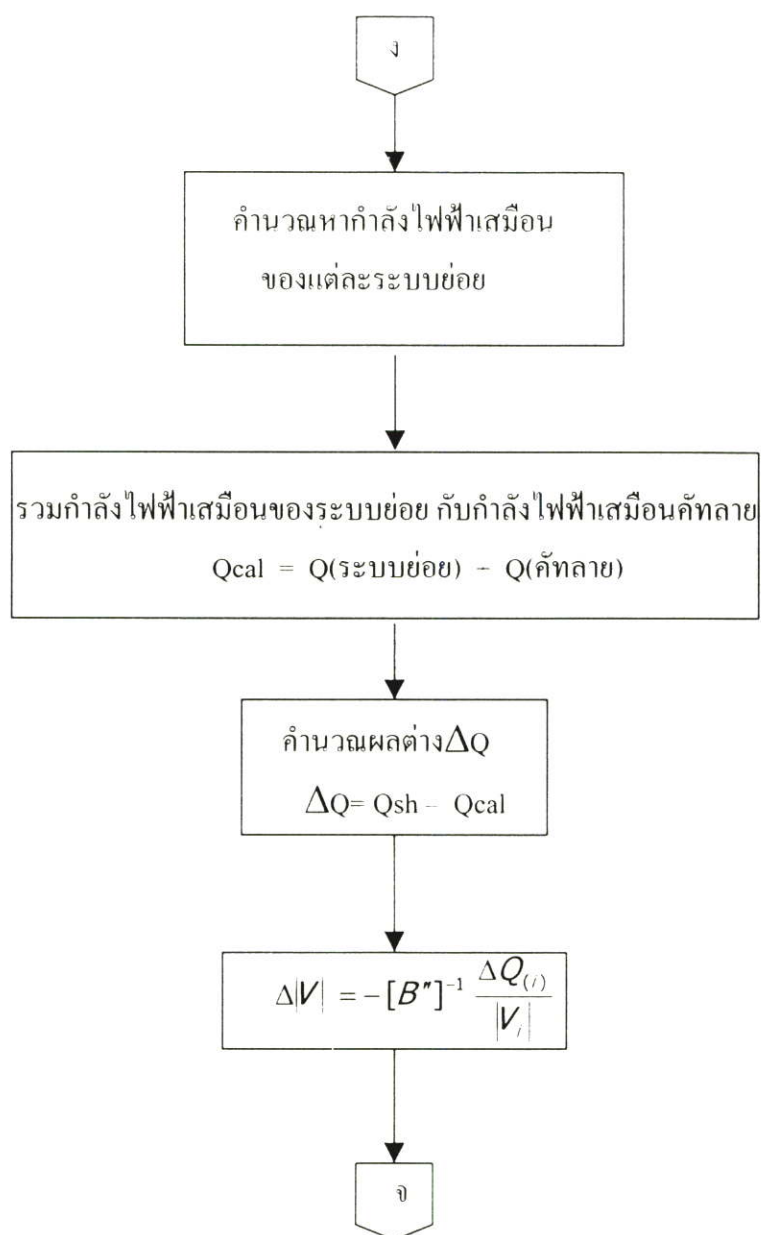 ง
คำนวณหากำลังไฟฟ้าเสมือน
ของแต่ละระบบย่อย
รวมกำลังไฟฟ้าเสมือนของระบบย่อย กับกำลังไฟฟ้าเสมือนคัทลาย
Qcal = Q(ระบบย่อย) – Q(คัทลาย)
คำนวณผลต่างΔQ
ΔQ= Qsh – Qcal
Δ|V| = −[B″]⁻¹ ΔQ₍ᵢ₎ / |Vᵢ|
จ